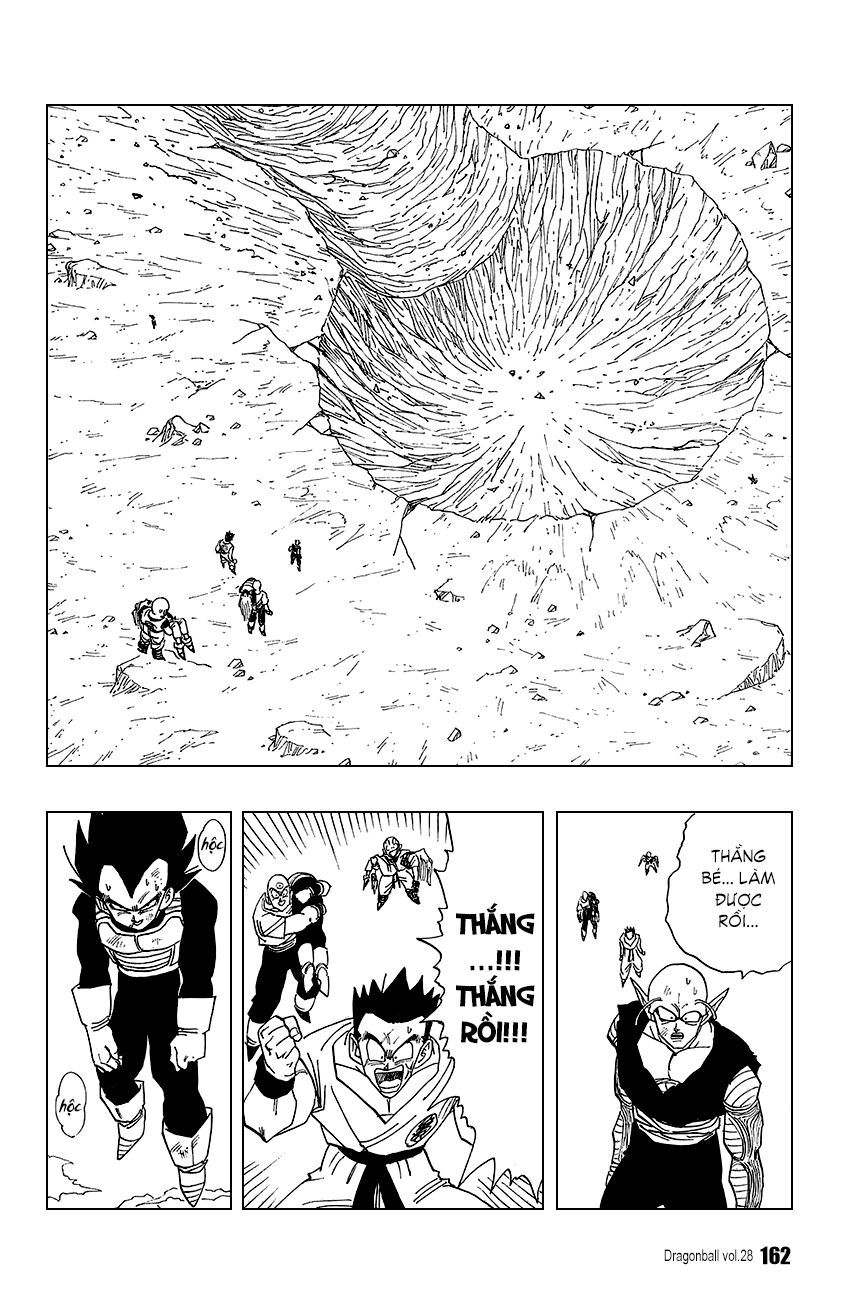 THẰNG
BÉ... LÀM
ĐƯỢC
RỒI...
THẮNG
...!!!
THẮNG
RỒI!!!
hộc
hộc
Dragonball vol.28 162